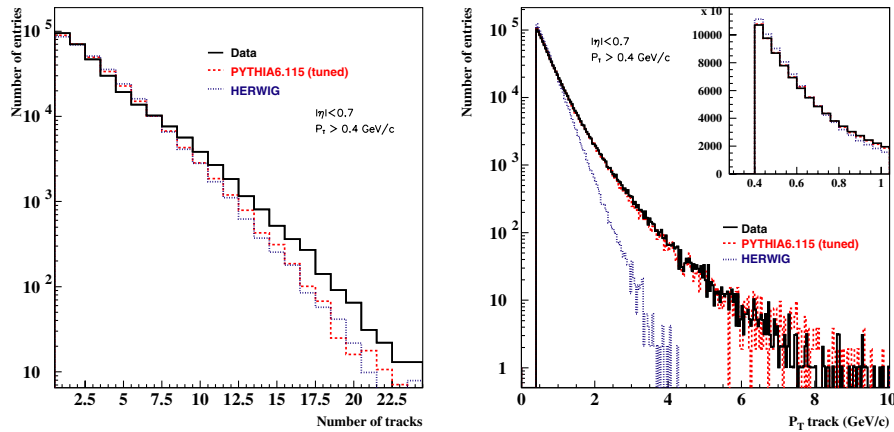 Number of entries
10⁵
10⁴
10³
10²
10
Data
PYTHIA6.115 (tuned)
HERWIG
|η|<0.7
P_T > 0.4 GeV/c
2.5 5 7.5 10 12.5 15 17.5 20 22.5
Number of tracks
Number of entries
10⁵
10⁴
10³
10²
10
1
|η|<0.7
P_T > 0.4 GeV/c
x 10
10000
8000
6000
4000
2000
0
0.4 0.6 0.8 1
Data
PYTHIA6.115 (tuned)
HERWIG
0 2 4 6 8 10
P_T track (GeV/c)